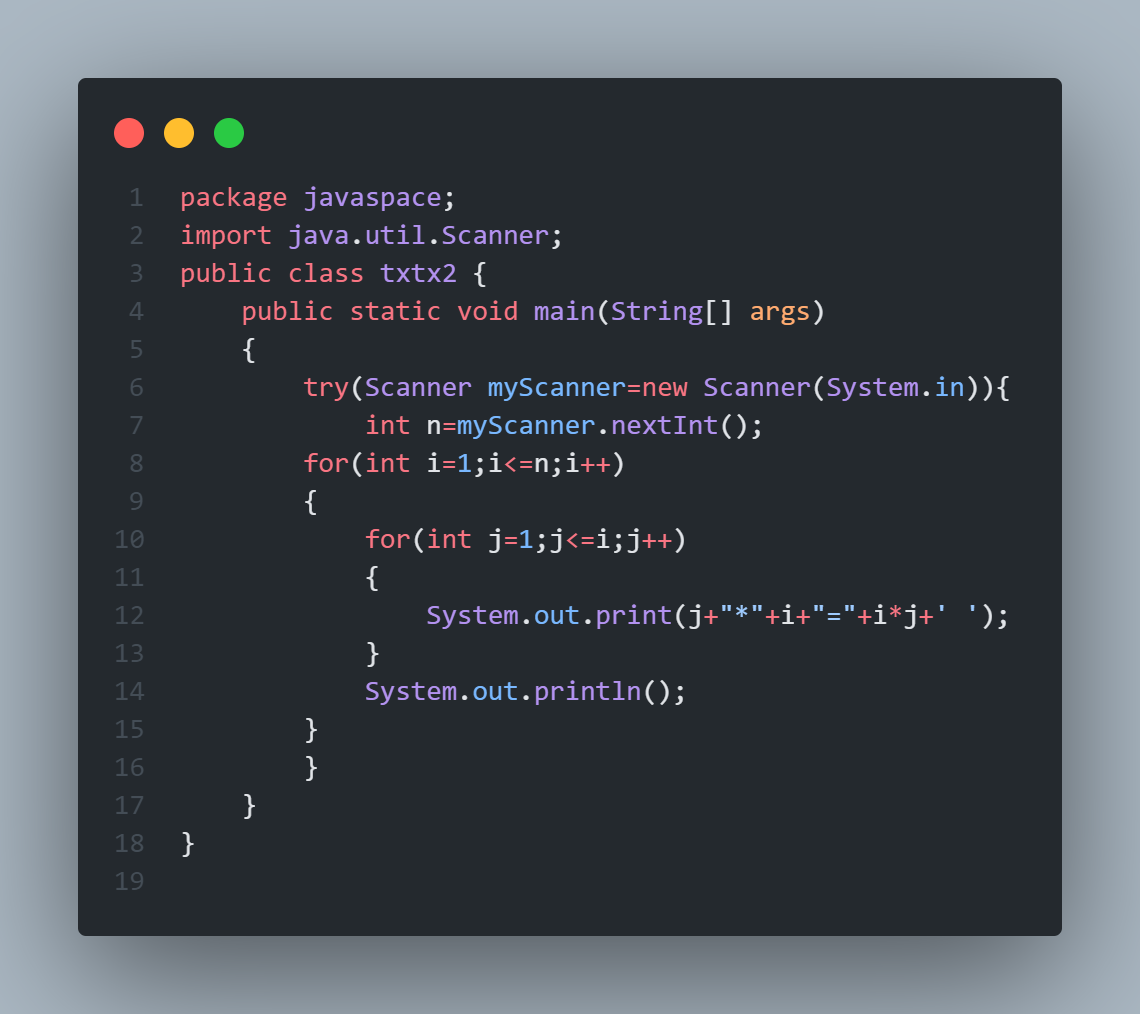 1 package javaspace;
2 import java.util.Scanner;
3 public class txtx2 {
4     public static void main(String[] args)
5     {
6         try(Scanner myScanner=new Scanner(System.in)){
7             int n=myScanner.nextInt();
8         for(int i=1;i<=n;i++)
9         {
10             for(int j=1;j<=i;j++)
11             {
12                 System.out.print(j+"*"+i+"="+i*j+' ');
13             }
14             System.out.println();
15         }
16         }
17     }
18 }
19